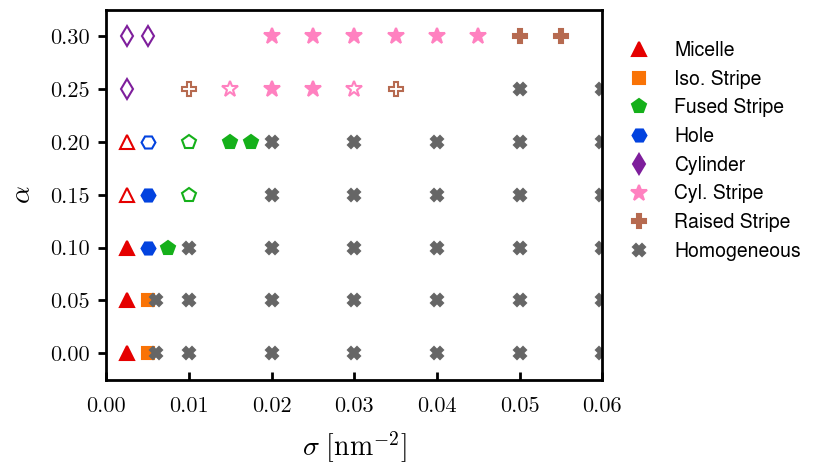 0.30
0.25
0.20
0.15
0.10
0.05
0.00
α
0.00 0.01 0.02 0.03 0.04 0.05 0.06
σ [nm⁻²]
Micelle
Iso. Stripe
Fused Stripe
Hole
Cylinder
Cyl. Stripe
Raised Stripe
Homogeneous